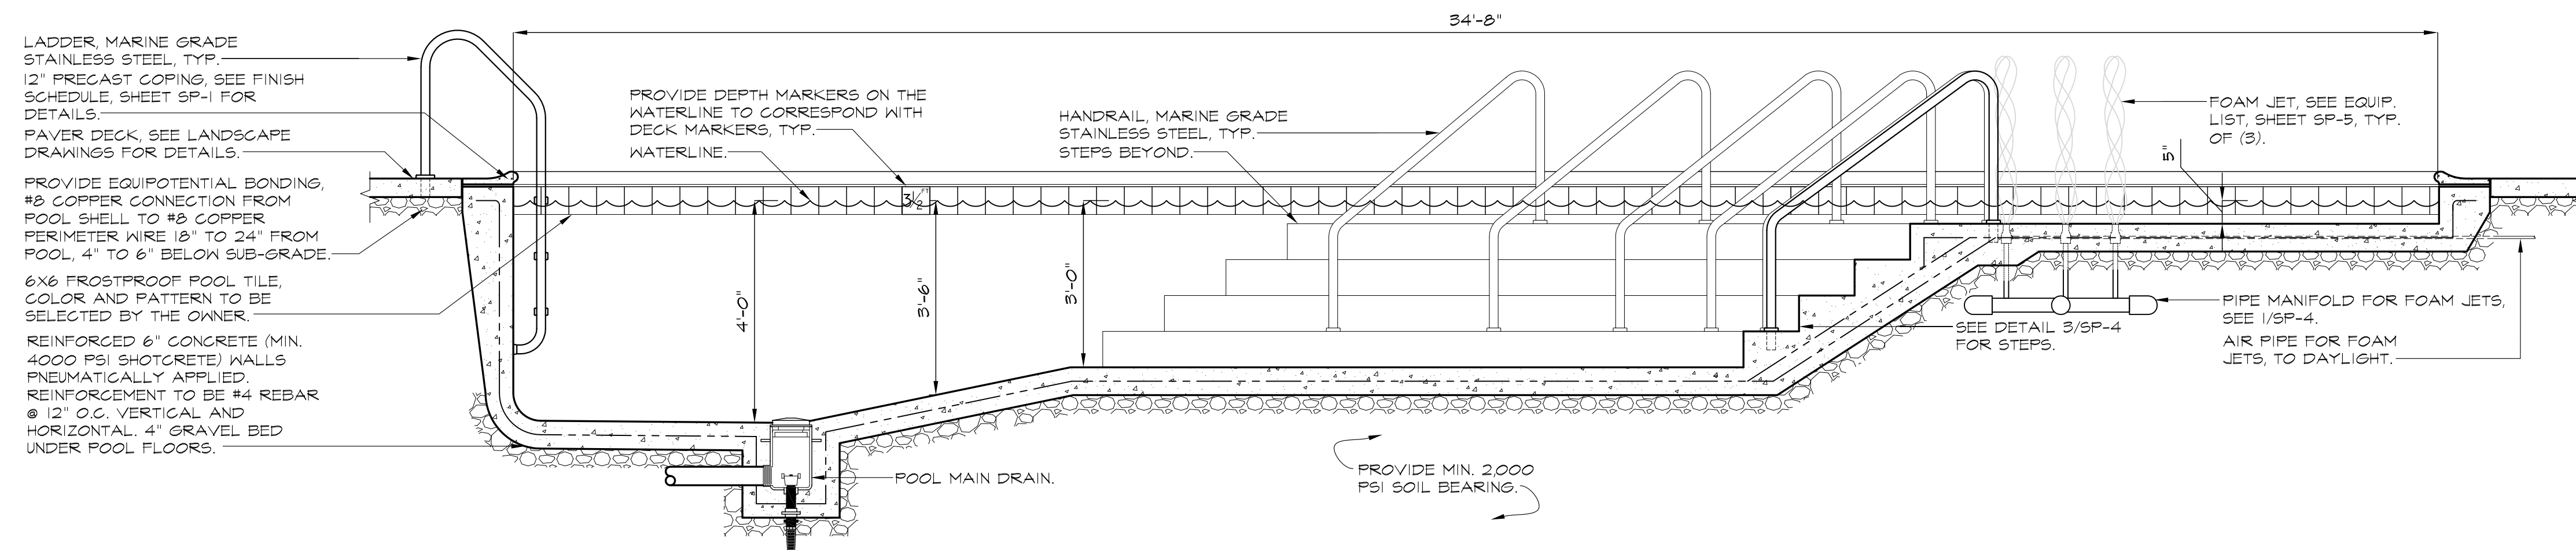 34'-8"
LADDER, MARINE GRADE
STAINLESS STEEL, TYP.
12" PRECAST COPING, SEE FINISH
SCHEDULE, SHEET SP-1 FOR
DETAILS.
PAVER DECK, SEE LANDSCAPE
DRAWINGS FOR DETAILS.
PROVIDE EQUIPOTENTIAL BONDING,
#8 COPPER CONNECTION FROM
POOL SHELL TO #8 COPPER
PERIMETER WIRE 18" TO 24" FROM
POOL, 4" TO 6" BELOW SUB-GRADE.
6X6 FROSTPROOF POOL TILE,
COLOR AND PATTERN TO BE
SELECTED BY THE OWNER.
REINFORCED 6" CONCRETE (MIN.
4000 PSI SHOTCRETE) WALLS
PNEUMATICALLY APPLIED.
REINFORCEMENT TO BE #4 REBAR
@ 12" O.C. VERTICAL AND
HORIZONTAL. 4" GRAVEL BED
UNDER POOL FLOORS.
PROVIDE DEPTH MARKERS ON THE
WATERLINE TO CORRESPOND WITH
DECK MARKERS, TYP.
WATERLINE.
3 1/2
4'-0"
3'-6"
3'-0"
HANDRAIL, MARINE GRADE
STAINLESS STEEL, TYP.
STEPS BEYOND.
POOL MAIN DRAIN.
PROVIDE MIN. 2,000
PSI SOIL BEARING.
5"
FOAM JET, SEE EQUIP.
LIST, SHEET SP-5, TYP.
OF (3).
SEE DETAIL 3/SP-4
FOR STEPS.
PIPE MANIFOLD FOR FOAM JETS,
SEE 1/SP-4.
AIR PIPE FOR FOAM
JETS, TO DAYLIGHT.